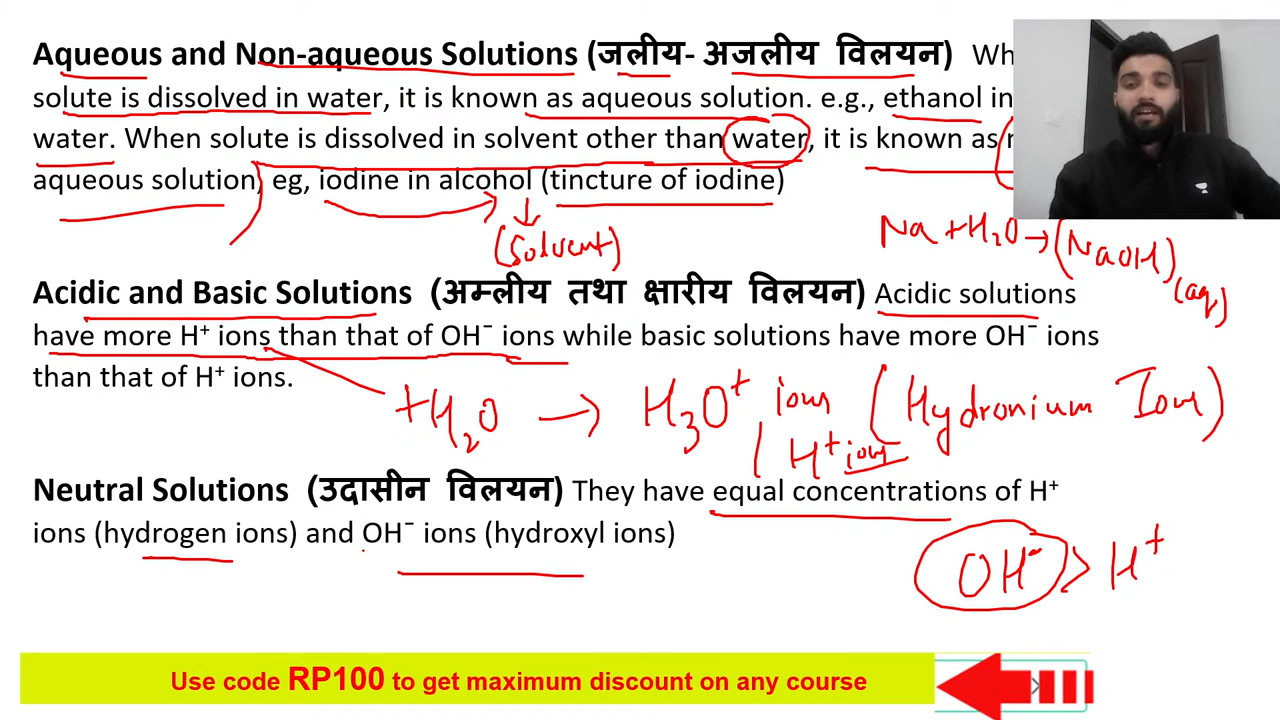 Aqueous and Non-aqueous Solutions (जलीय- अजलीय विलयन) Wh
solute is dissolved in water, it is known as aqueous solution. e.g., ethanol in
water. When solute is dissolved in solvent other than water, it is known as
aqueous solution, eg, iodine in alcohol (tincture of iodine)
(Solvent)
Na + H₂O → (NaOH)(aq)
Acidic and Basic Solutions (अम्लीय तथा क्षारीय विलयन) Acidic solutions
have more H⁺ ions than that of OH⁻ ions while basic solutions have more OH⁻ ions
than that of H⁺ ions.
+H₂O → H₃O⁺ ions (Hydronium Ions)
/ H⁺ ions
Neutral Solutions (उदासीन विलयन) They have equal concentrations of H⁺
ions (hydrogen ions) and OH⁻ ions (hydroxyl ions)
OH⁻ > H⁺
Use code RP100 to get maximum discount on any course